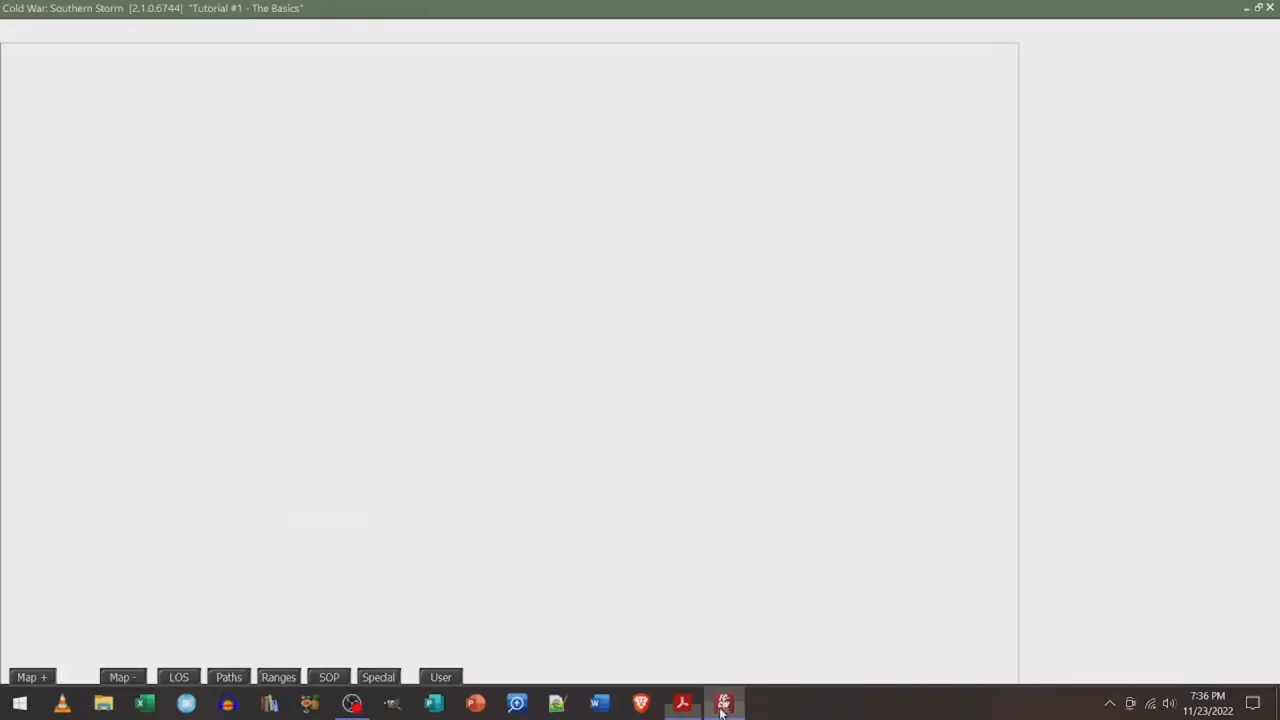 Cold War: Southern Storm  [2.1.0.6744]  "Tutorial #1 - The Basics"
Map +
Map -
LOS
Paths
Ranges
SOP
Special
User
7:36 PM
11/23/2022